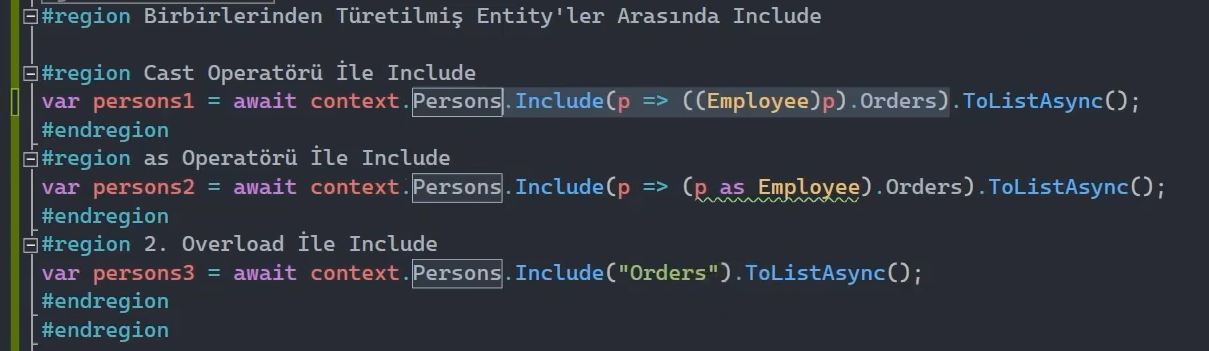 #region Birbirlerinden Türetilmiş Entity'ler Arasında Include
#region Cast Operatörü İle Include
var persons1 = await context.Persons.Include(p => ((Employee)p).Orders).ToListAsync();
#endregion
#region as Operatörü İle Include
var persons2 = await context.Persons.Include(p => (p as Employee).Orders).ToListAsync();
#endregion
#region 2. Overload İle Include
var persons3 = await context.Persons.Include("Orders").ToListAsync();
#endregion
#endregion